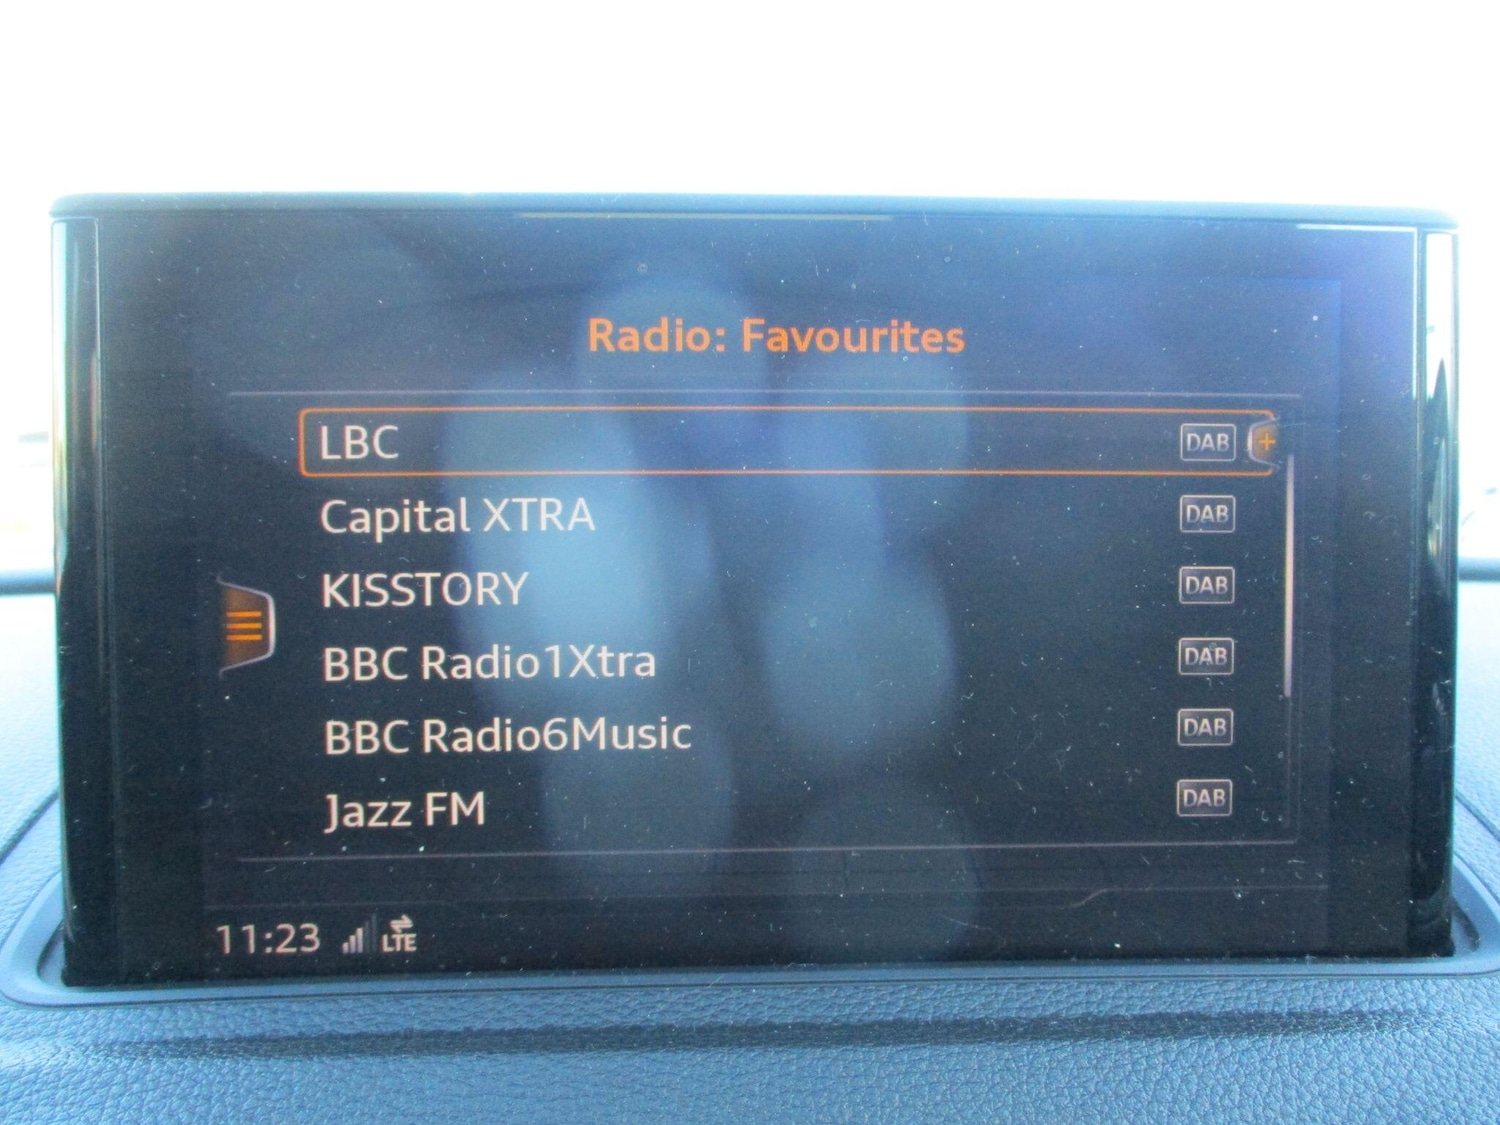 Radio: Favourites
LBC DAB +
Capital XTRA DAB
KISSTORY DAB
BBC Radio1Xtra DAB
BBC Radio6Music DAB
Jazz FM DAB
11:23 LTE